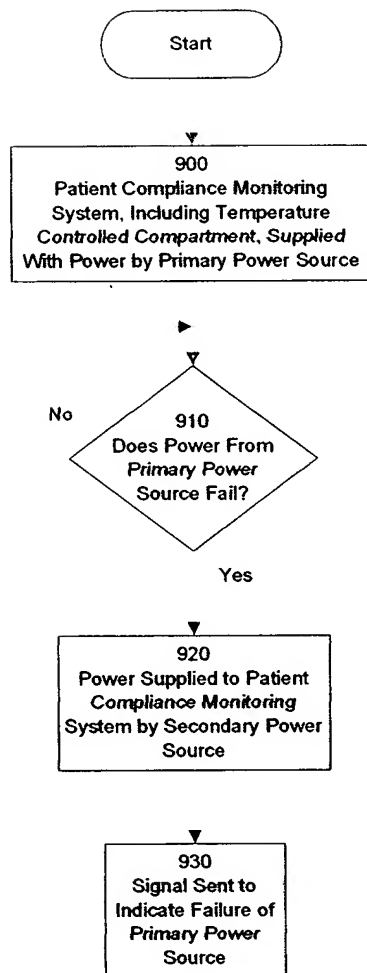 Start
900
Patient Compliance Monitoring
System, Including Temperature
Controlled Compartment, Supplied
With Power by Primary Power Source
No
910
Does Power From
Primary Power
Source Fail?
Yes
920
Power Supplied to Patient
Compliance Monitoring
System by Secondary Power
Source
930
Signal Sent to
Indicate Failure of
Primary Power
Source